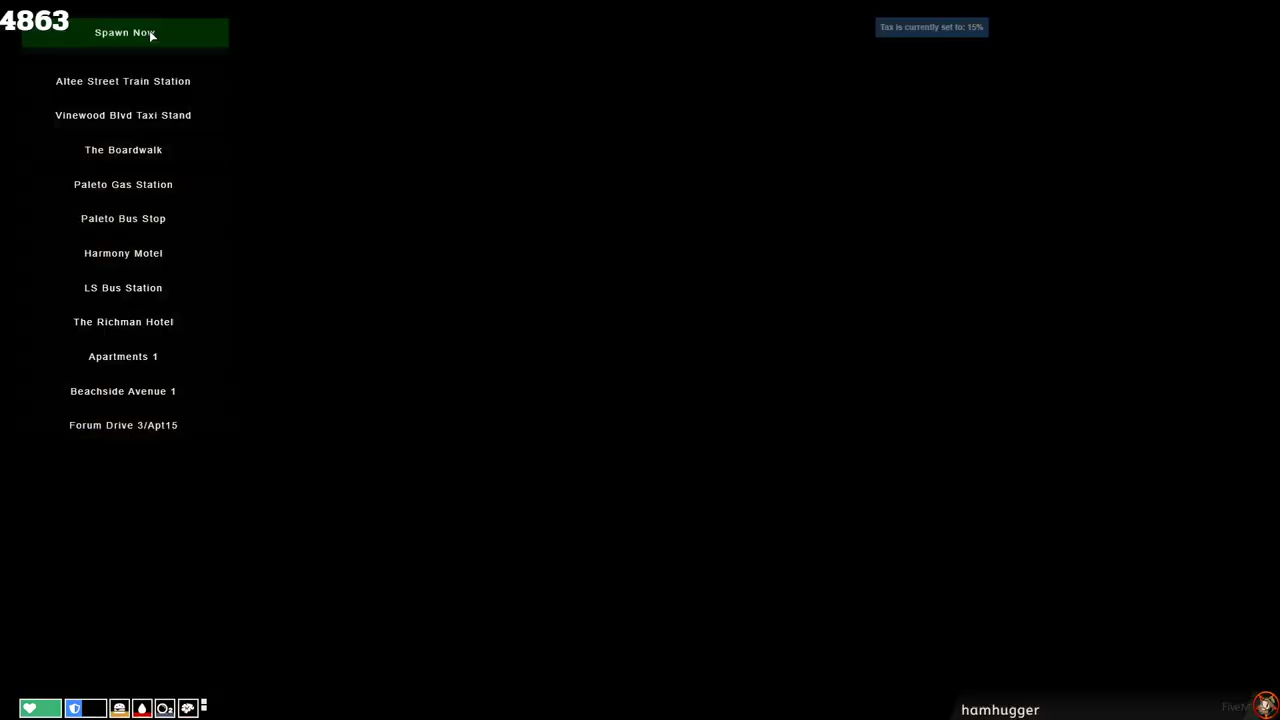 4863
Spawn Now
Tax is currently set to: 15%
Altee Street Train Station
Vinewood Blvd Taxi Stand
The Boardwalk
Paleto Gas Station
Paleto Bus Stop
Harmony Motel
LS Bus Station
The Richman Hotel
Apartments 1
Beachside Avenue 1
Forum Drive 3/Apt15
O2
hamhugger
FiveM